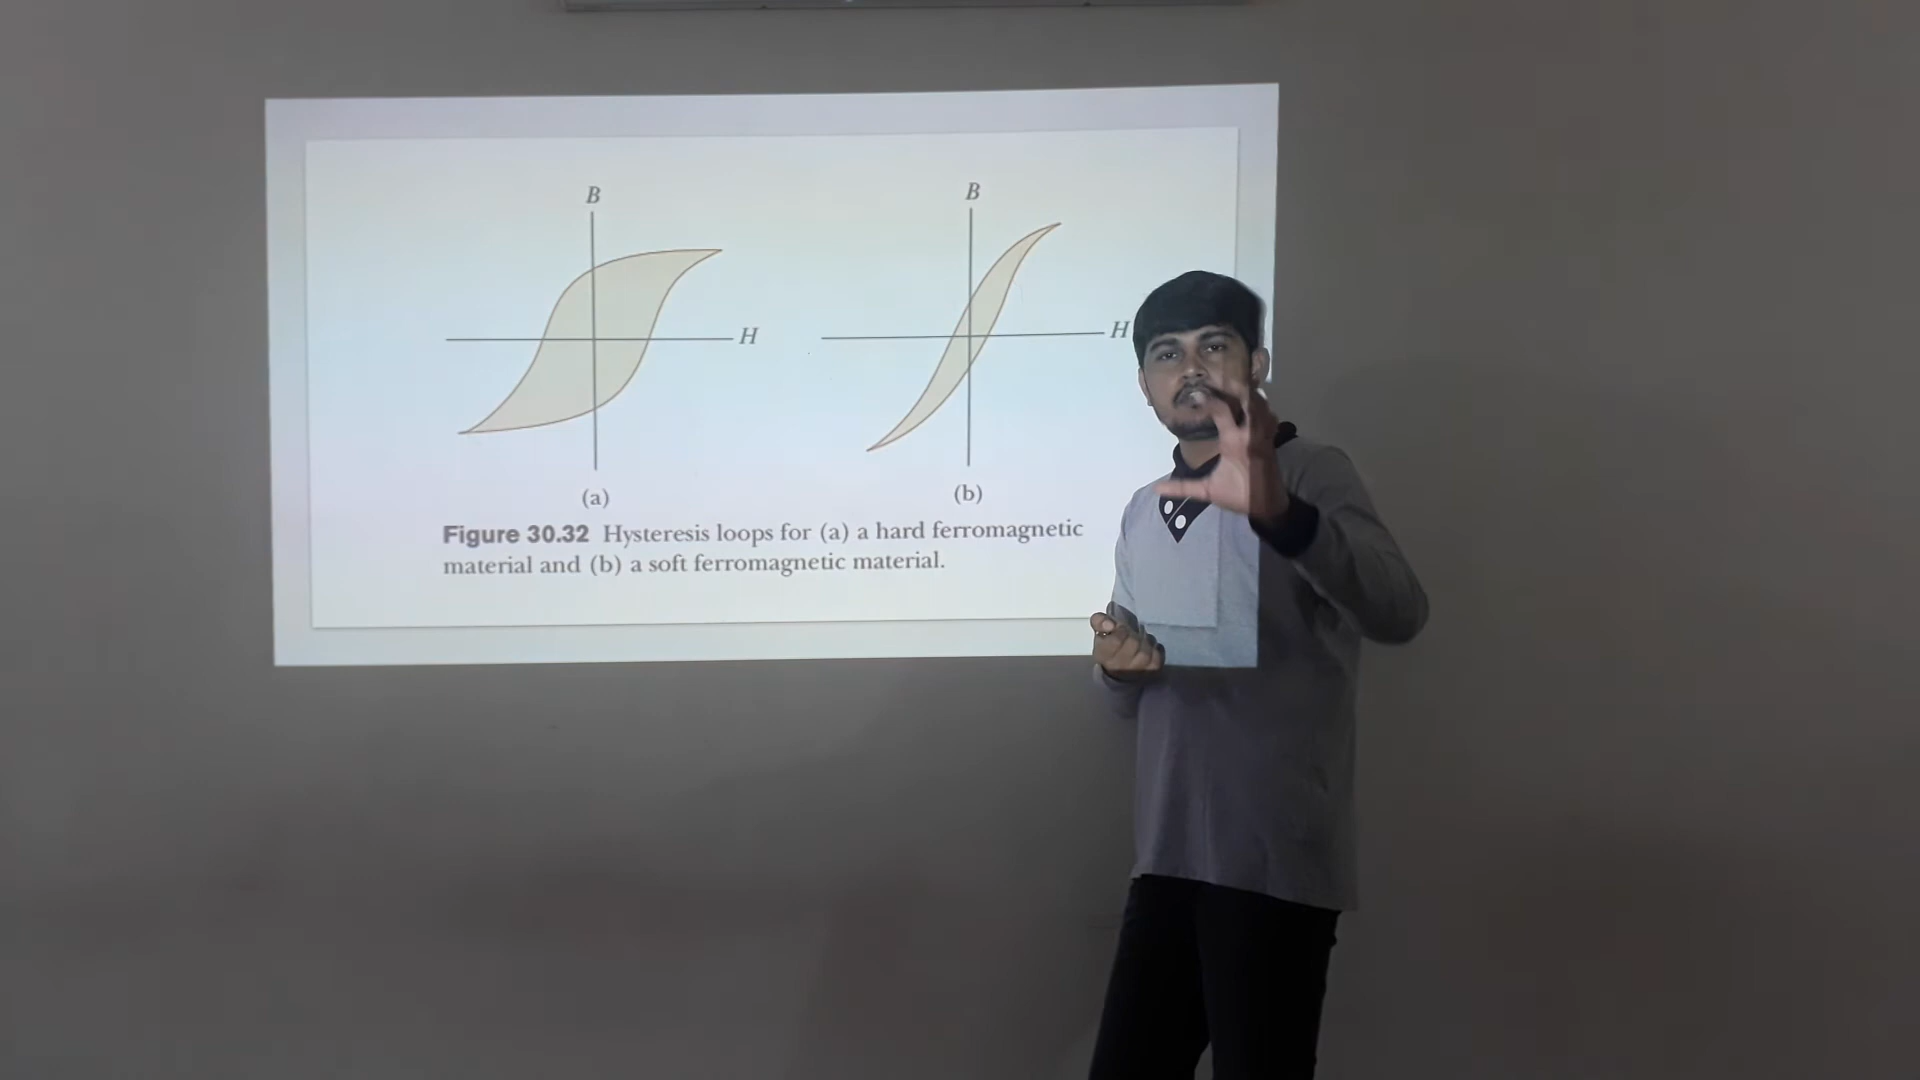 B
B
H
H
(a)
(b)
Figure 30.32 Hysteresis loops for (a) a hard ferromagnetic
material and (b) a soft ferromagnetic material.